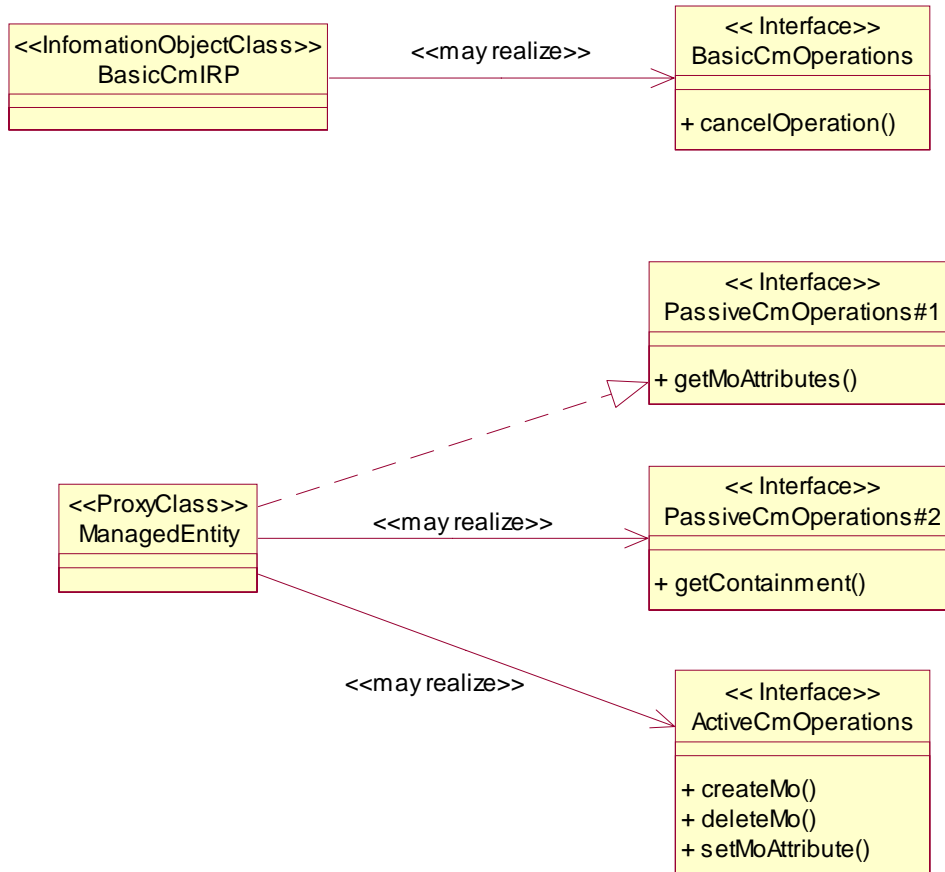 <<InfomationObjectClass>>
BasicCmIRP
<<may realize>>
<< Interface>>
BasicCmOperations
+ cancelOperation()
<< Interface>>
PassiveCmOperations#1
+ getMoAttributes()
<<ProxyClass>>
ManagedEntity
<<may realize>>
<< Interface>>
PassiveCmOperations#2
+ getContainment()
<<may realize>>
<< Interface>>
ActiveCmOperations
+ createMo()
+ deleteMo()
+ setMoAttribute()